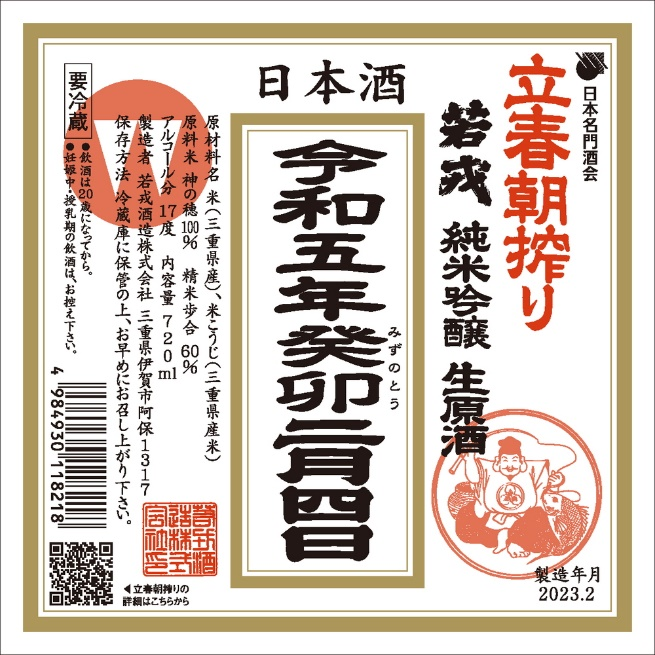 日本名門酒会
立春朝搾り
若戎 純米吟醸 生原酒
製造年月
2023.2
日本酒
令和五年癸卯二月四日
みずのとう
原材料名 米(三重県産)、米こうじ(三重県産米)
原料米 神の穂100% 精米歩合 60%
アルコール分 17度 内容量 720ml
製造者 若戎酒造株式会社 三重県伊賀市阿保1317
保存方法 冷蔵庫に保管の上、お早めにお召し上がり下さい。
要冷蔵
●飲酒は20歳になってから。
●妊娠中・授乳期の飲酒は、お控え下さい。
4 984930 118218
若戎酒
造株式
会社印
◀立春朝搾りの
詳細はこちらから